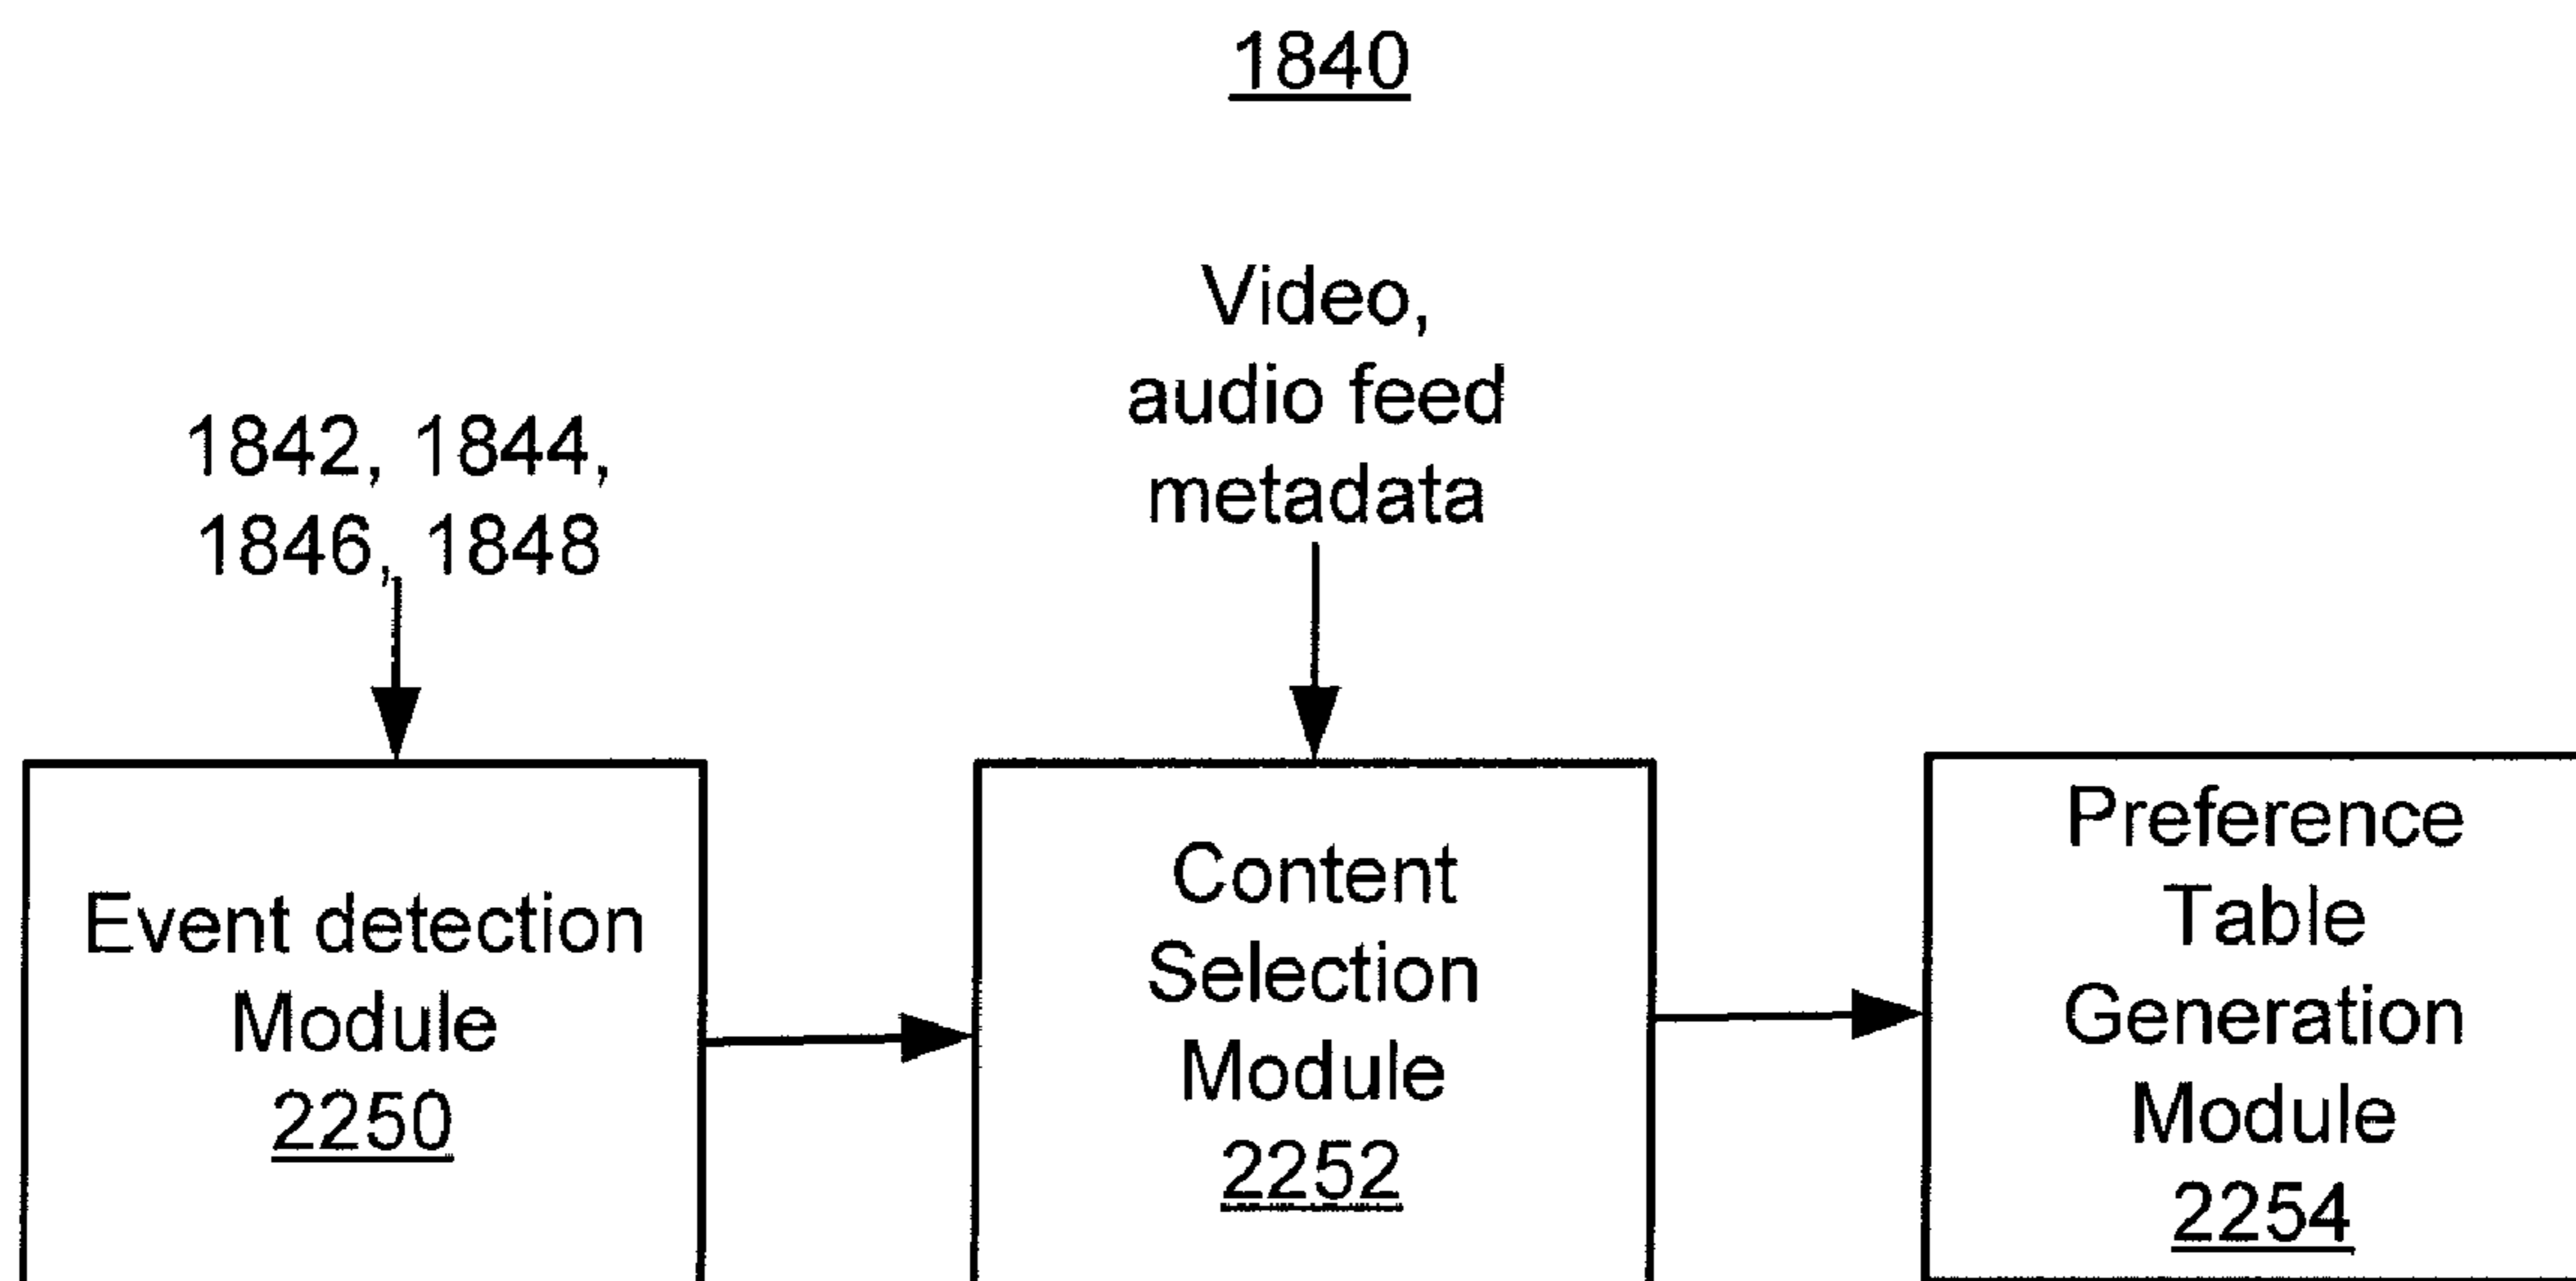 1840
Video,
audio feed
metadata
1842, 1844,
1846, 1848
Event detection
Module
2250
Content
Selection
Module
2252
Preference
Table
Generation
Module
2254